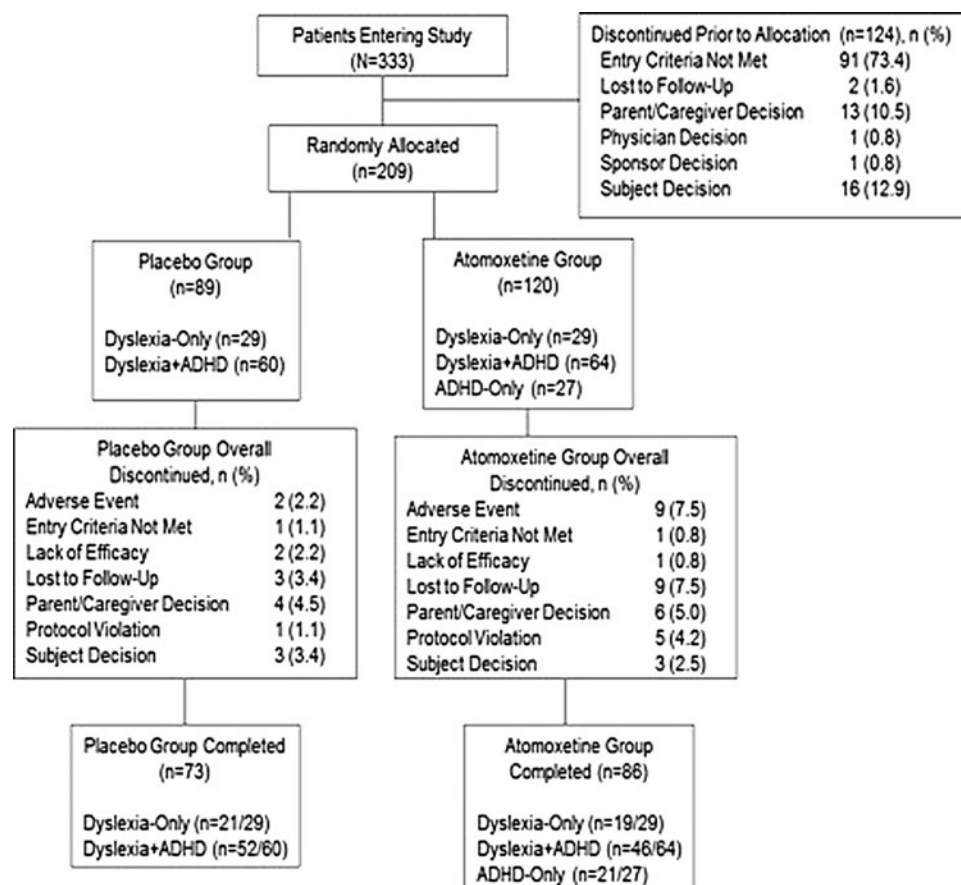 Patients Entering Study
(N=333)
Discontinued Prior to Allocation (n=124), n (%)
Entry Criteria Not Met 91 (73.4)
Lost to Follow-Up 2 (1.6)
Parent/Caregiver Decision 13 (10.5)
Physician Decision 1 (0.8)
Sponsor Decision 1 (0.8)
Subject Decision 16 (12.9)
Randomly Allocated
(n=209)
Placebo Group
(n=89)
Dyslexia-Only (n=29)
Dyslexia+ADHD (n=60)
Atomoxetine Group
(n=120)
Dyslexia-Only (n=29)
Dyslexia+ADHD (n=64)
ADHD-Only (n=27)
Placebo Group Overall
Discontinued, n (%)
Adverse Event 2 (2.2)
Entry Criteria Not Met 1 (1.1)
Lack of Efficacy 2 (2.2)
Lost to Follow-Up 3 (3.4)
Parent/Caregiver Decision 4 (4.5)
Protocol Violation 1 (1.1)
Subject Decision 3 (3.4)
Atomoxetine Group Overall
Discontinued, n (%)
Adverse Event 9 (7.5)
Entry Criteria Not Met 1 (0.8)
Lack of Efficacy 1 (0.8)
Lost to Follow-Up 9 (7.5)
Parent/Caregiver Decision 6 (5.0)
Protocol Violation 5 (4.2)
Subject Decision 3 (2.5)
Placebo Group Completed
(n=73)
Dyslexia-Only (n=21/29)
Dyslexia+ADHD (n=52/60)
Atomoxetine Group
Completed (n=86)
Dyslexia-Only (n=19/29)
Dyslexia+ADHD (n=46/64)
ADHD-Only (n=21/27)